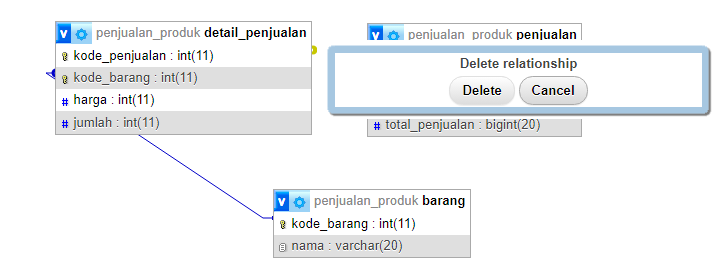 v penjualan_produk detail_penjualan
kode_penjualan : int(11)
kode_barang : int(11)
# harga : int(11)
# jumlah : int(11)
v penjualan_produk penjualan
Delete relationship
Delete Cancel
# total_penjualan : bigint(20)
v penjualan_produk barang
kode_barang : int(11)
nama : varchar(20)